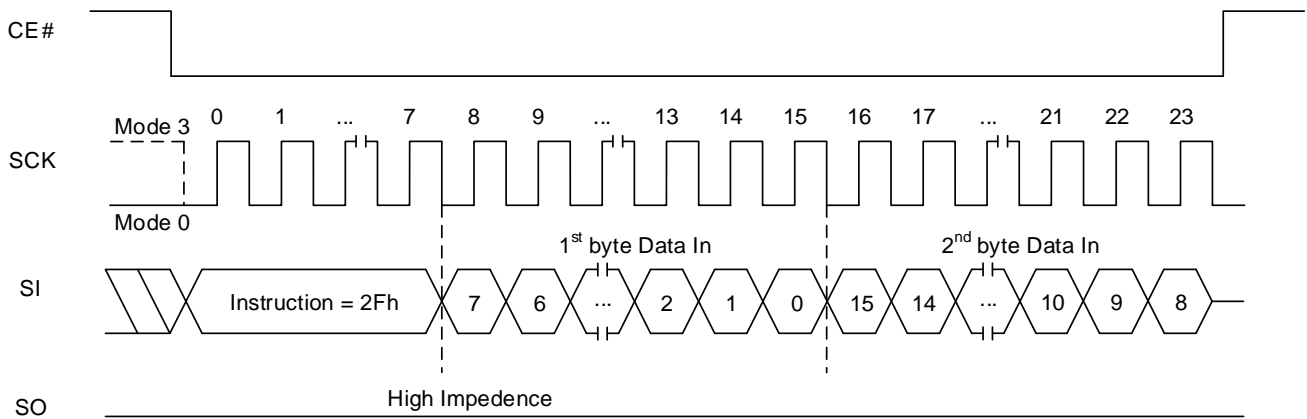 CE#
0 1 ... 7 8 9 ... 13 14 15 16 17 ... 21 22 23
Mode 3
SCK
Mode 0
1st byte Data In 2nd byte Data In
SI Instruction = 2Fh 7 6 ... 2 1 0 15 14 ... 10 9 8
High Impedence
SO